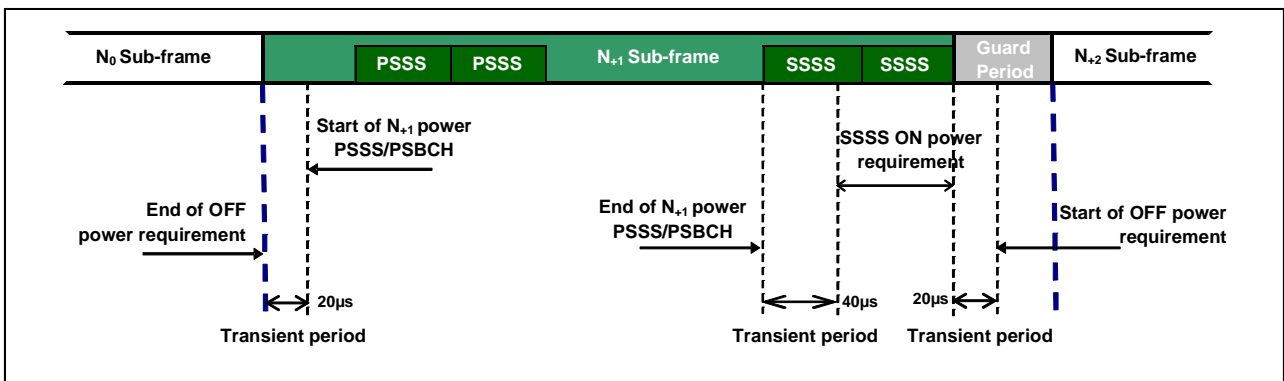 N₀ Sub-frame
PSSS
PSSS
N₊₁ Sub-frame
SSSS
SSSS
Guard
Period
N₊₂ Sub-frame
Start of N₊₁ power
PSSS/PSBCH
SSSS ON power
requirement
End of OFF
power requirement
End of N₊₁ power
PSSS/PSBCH
Start of OFF power
requirement
20µs
40µs
20µs
Transient period
Transient period
Transient period